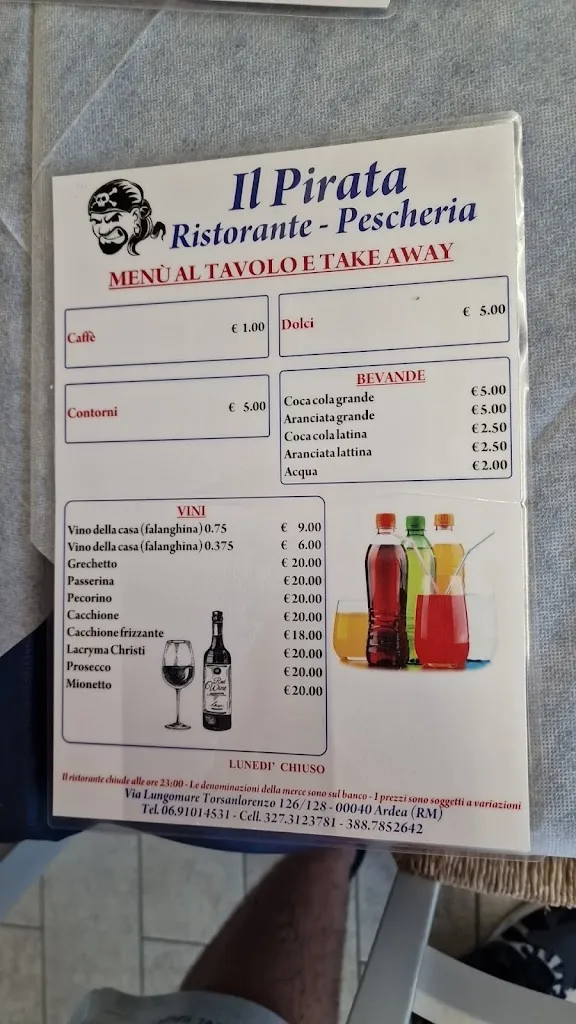 Il Pirata
Ristorante - Pescheria
MENÙ AL TAVOLO E TAKE AWAY
Caffè € 1.00
Dolci € 5.00
Contorni € 5.00
BEVANDE
Coca cola grande €5.00
Aranciata grande €5.00
Coca cola latina €2.50
Aranciata lattina €2.50
Acqua €2.00
VINI
Vino della casa (falanghina) 0.75 € 9.00
Vino della casa (falanghina) 0.375 € 6.00
Grechetto € 20.00
Passerina € 20.00
Pecorino € 20.00
Cacchione € 20.00
Cacchione frizzante € 18.00
Lacryma Christi € 20.00
Prosecco € 20.00
Mionetto € 20.00
Red
Wine
LUNEDI' CHIUSO
Il ristorante chiude alle ore 23:00 - Le denominazioni della merce sono sul banco - I prezzi sono soggetti a variazioni
Via Lungomare Torsanlorenzo 126/128 - 00040 Ardea (RM)
Tel. 06.91014531 - Cell. 327.3123781 - 388.7852642